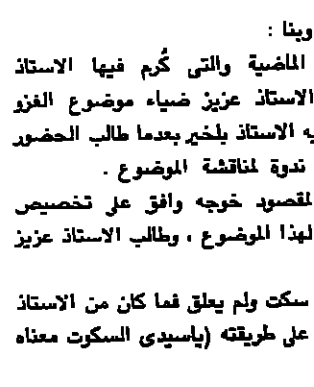 وبنا :
الماضية والتى كُرم فيها الاستاذ
الاستاذ عزيز ضياء موضوع الغزو
يه الاستاذ بلخير بعدما طالب الحضور
ندوة لمناقشة الموضوع .
لمقصود خوجه وافق على تخصيص
لهذا الموضوع ، وطالب الاستاذ عزيز
سكت ولم يعلق فما كان من الاستاذ
على طريقته (ياسيدى السكوت معناه